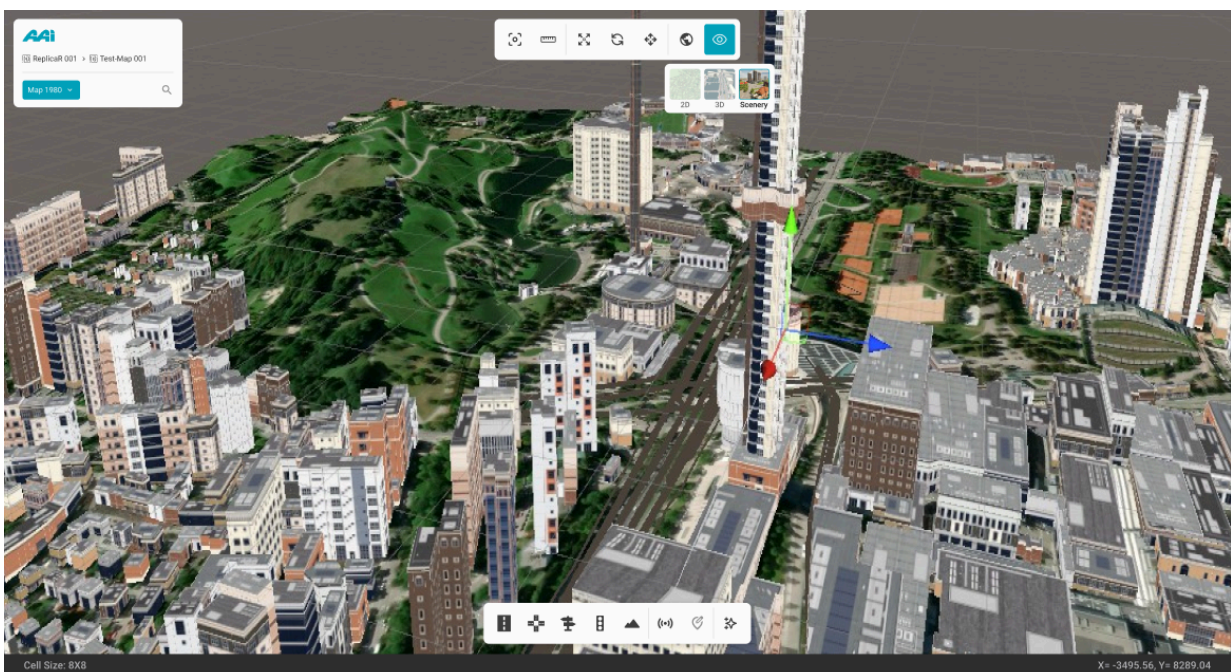 AAi
ReplicaR 001 > Test-Map 001
Map 1980
2D 3D Scenery
Cell Size: 8X8
X= -3495.56, Y= 8289.04